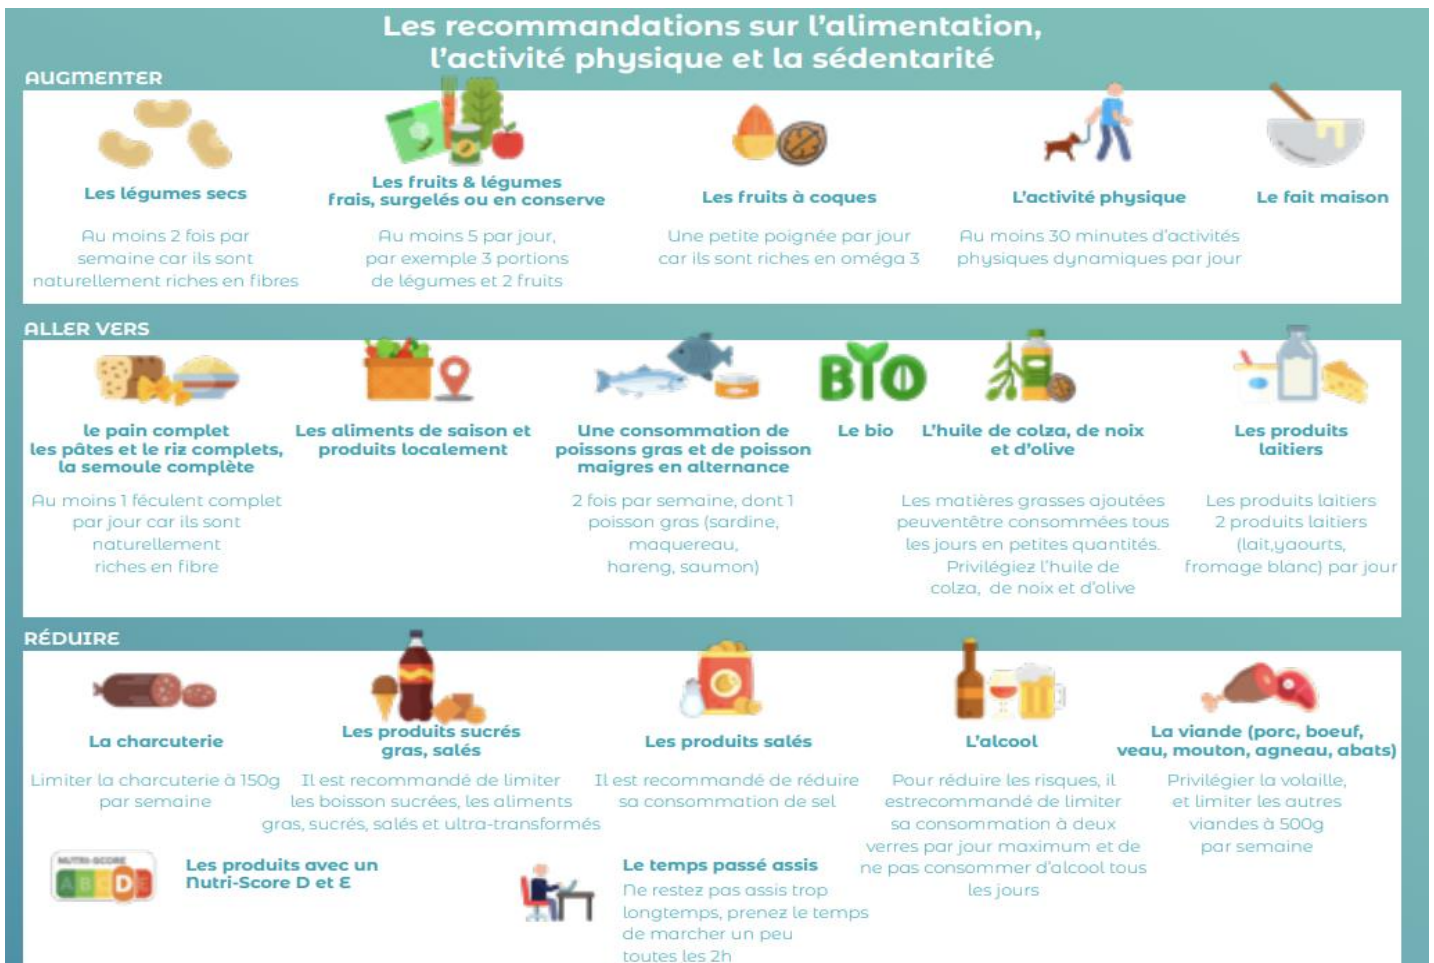 Les recommandations sur l'alimentation,
l'activité physique et la sédentarité
AUGMENTER
Les légumes secs
Au moins 2 fois par
semaine car ils sont
naturellement riches en fibres
Les fruits & légumes
frais, surgelés ou en conserve
Au moins 5 par jour,
par exemple 3 portions
de légumes et 2 fruits
Les fruits à coques
Une petite poignée par jour
car ils sont riches en oméga 3
L'activité physique
Au moins 30 minutes d'activités
physiques dynamiques par jour
Le fait maison
ALLER VERS
le pain complet
les pâtes et le riz complets,
la semoule complète
Au moins 1 féculent complet
par jour car ils sont
naturellement
riches en fibre
Les aliments de saison et
produits localement
Une consommation de
poissons gras et de poisson
maigres en alternance
2 fois par semaine, dont 1
poisson gras (sardine,
maquereau,
hareng, saumon)
BIO
Le bio
L'huile de colza, de noix
et d'olive
Les matières grasses ajoutées
peuventêtre consommées tous
les jours en petites quantités.
Privilégiez l'huile de
colza, de noix et d'olive
Les produits
laitiers
Les produits laitiers
2 produits laitiers
(lait,yaourts,
fromage blanc) par jour
RÉDUIRE
La charcuterie
Limiter la charcuterie à 150g
par semaine
Les produits sucrés
gras, salés
Il est recommandé de limiter
les boisson sucrées, les aliments
gras, sucrés, salés et ultra-transformés
Les produits salés
Il est recommandé de réduire
sa consommation de sel
L'alcool
Pour réduire les risques, il
estrecommandé de limiter
sa consommation à deux
verres par jour maximum et de
ne pas consommer d'alcool tous
les jours
La viande (porc, boeuf,
veau, mouton, agneau, abats)
Privilégier la volaille,
et limiter les autres
viandes à 500g
par semaine
NUTRI-SCORE
A B C D E
Les produits avec un
Nutri-Score D et E
Le temps passé assis
Ne restez pas assis trop
longtemps, prenez le temps
de marcher un peu
toutes les 2h